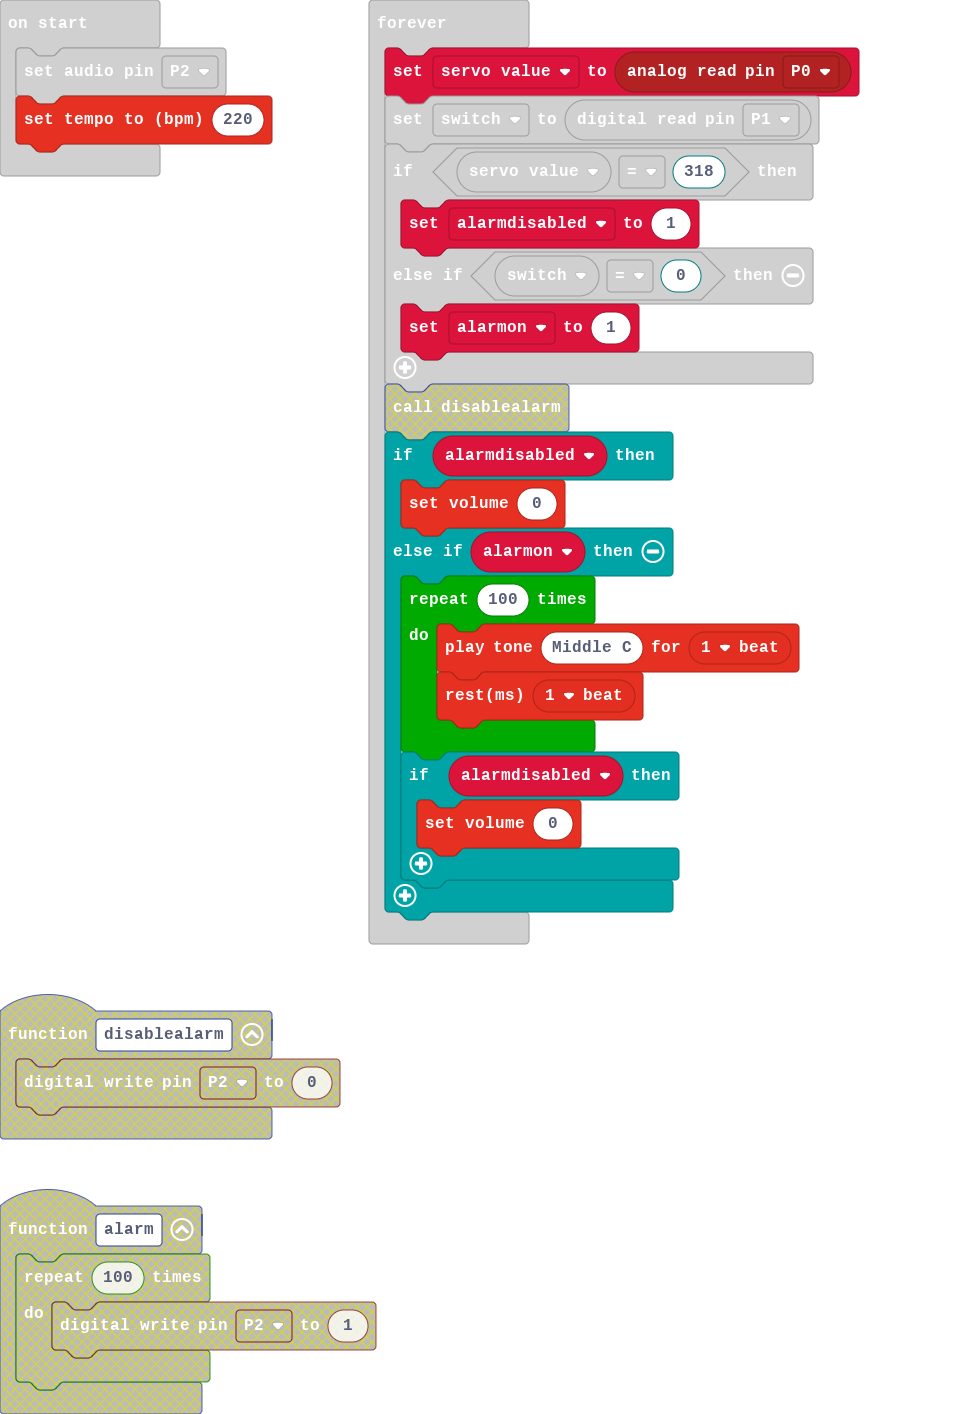 on start
set audio pin P2
set tempo to (bpm) 220
forever
set servo value to analog read pin P0
set switch to digital read pin P1
if servo value = 318 then
set alarmdisabled to 1
else if switch = 0 then
set alarmon to 1
call disablealarm
if alarmdisabled then
set volume 0
else if alarmon then
repeat 100 times
do
play tone Middle C for 1 beat
rest(ms) 1 beat
if alarmdisabled then
set volume 0
function disablealarm
digital write pin P2 to 0
function alarm
repeat 100 times
do
digital write pin P2 to 1